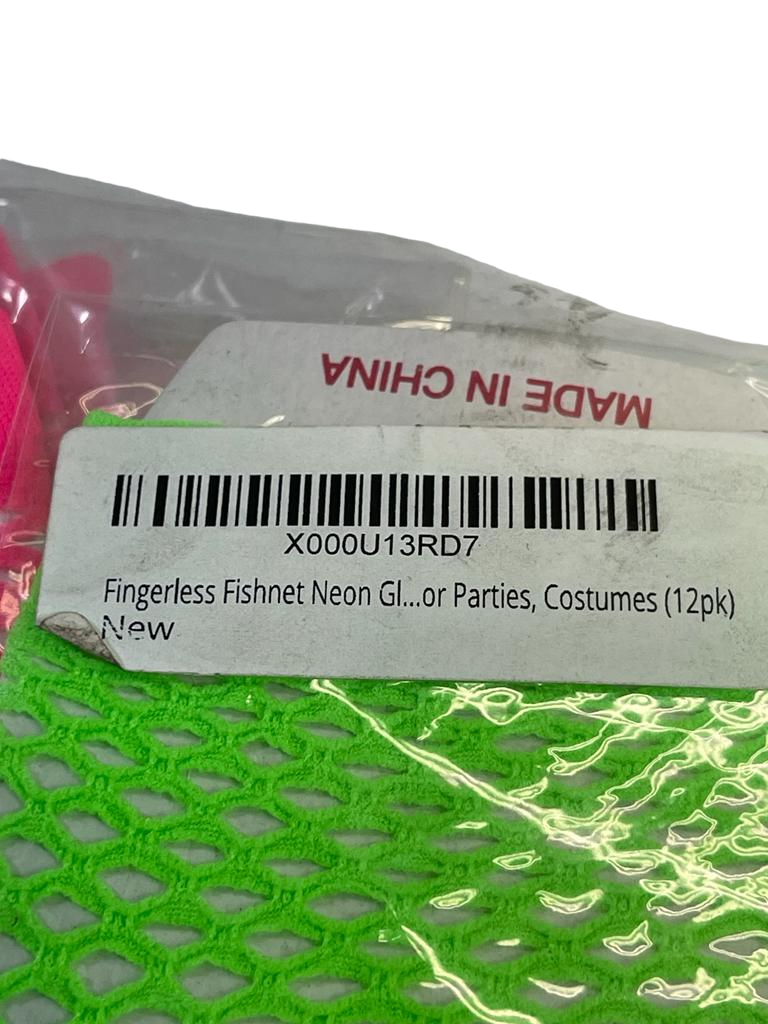 MADE IN CHINA
X000U13RD7
Fingerless Fishnet Neon Gl...or Parties, Costumes (12pk)
New